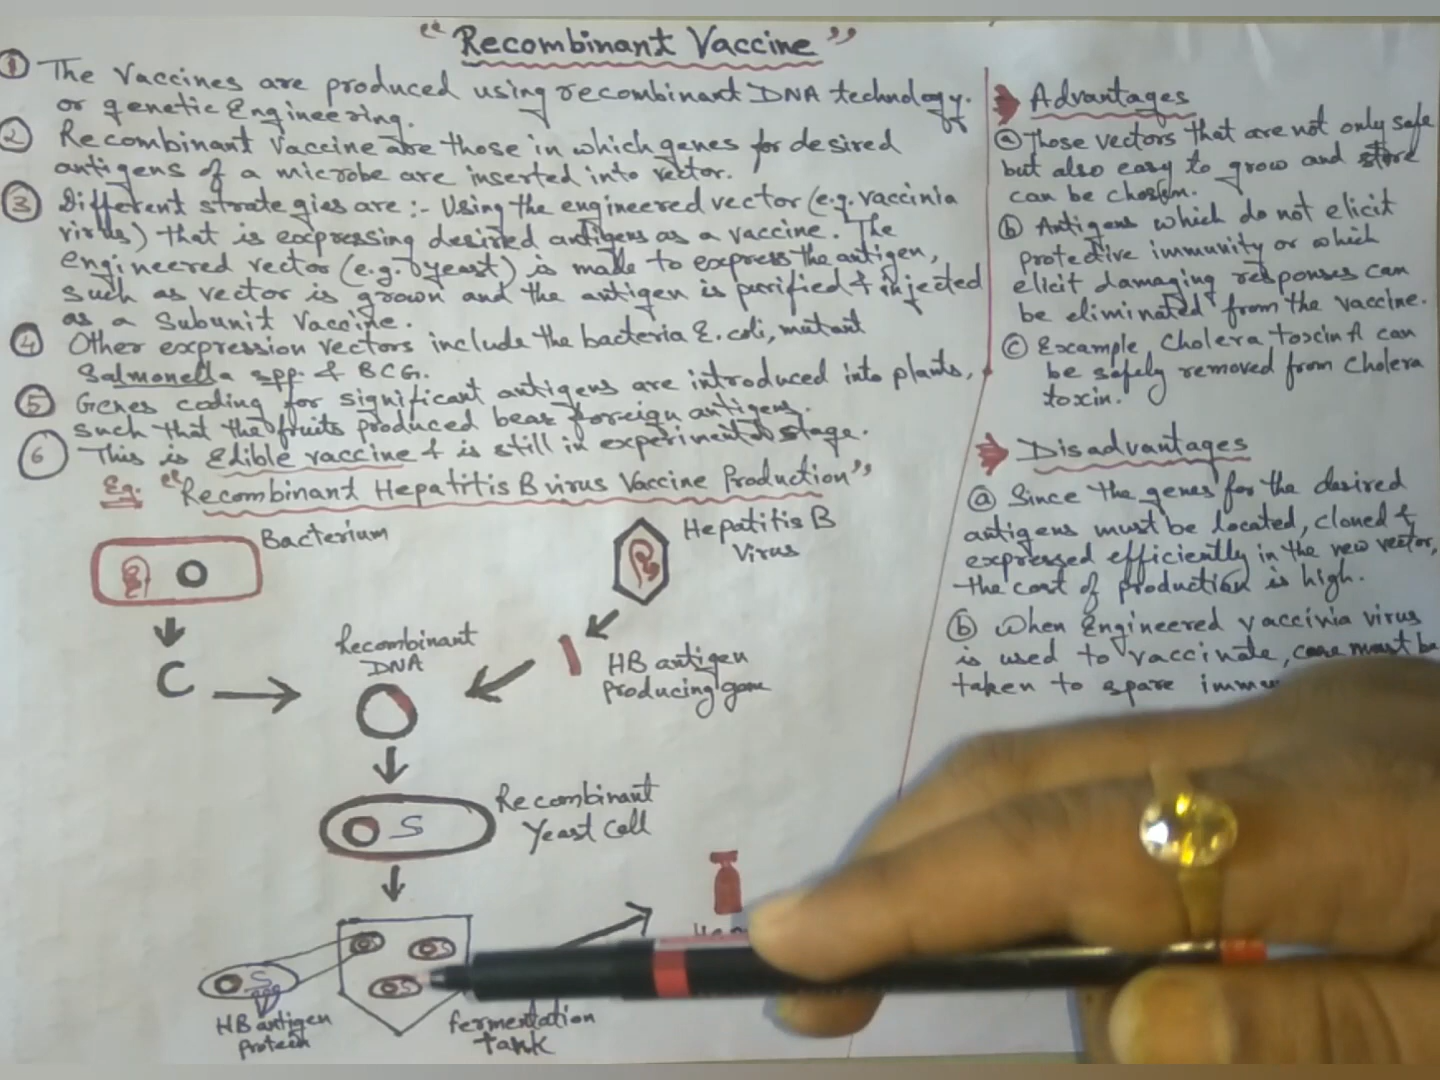 "Recombinant Vaccine"
① The Vaccines are produced using recombinant DNA technology.
or genetic Engineering.
② Recombinant Vaccine are those in which genes for desired
antigens of a microbe are inserted into vector.
③ Different strategies are :- Using the engineered vector (e.g. vaccinia
virus) that is expressing desired antigens as a vaccine. The
engineered vector (e.g. yeast) is made to express the antigen,
such as vector is grown and the antigen is purified & injected
as a Subunit Vaccine.
④ Other expression vectors include the bacteria E. coli, mutant
Salmonella spp. & BCG.
⑤ Genes coding for significant antigens are introduced into plants,
such that the fruits produced bear foreign antigens.
⑥ This is Edible vaccine & is still in experimental stage.
Eg. "Recombinant Hepatitis B virus Vaccine Production"
Bacterium
Hepatitis B
Virus
C
Recombinant
DNA
HB antigen
Producing gene
Recombinant
Yeast Cell
S
S
S
S
S
HB antigen
Protein
fermentation
tank
Advantages
ⓐ Those vectors that are not only safe
but also easy to grow and store
can be chosen.
ⓑ Antigens which do not elicit
protective immunity or which
elicit damaging responses can
be eliminated from the vaccine.
ⓒ Example, Cholera toxin A can
be safely removed from Cholera
toxin.
Disadvantages
ⓐ Since the genes for the desired
antigens must be located, cloned &
expressed efficiently in the new vector,
the cost of production is high.
ⓑ When Engineered vaccinia virus
is used to vaccinate, care must be
taken to spare